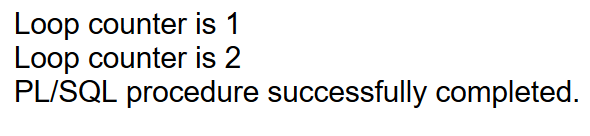 Loop counter is 1
Loop counter is 2
PL/SQL procedure successfully completed.